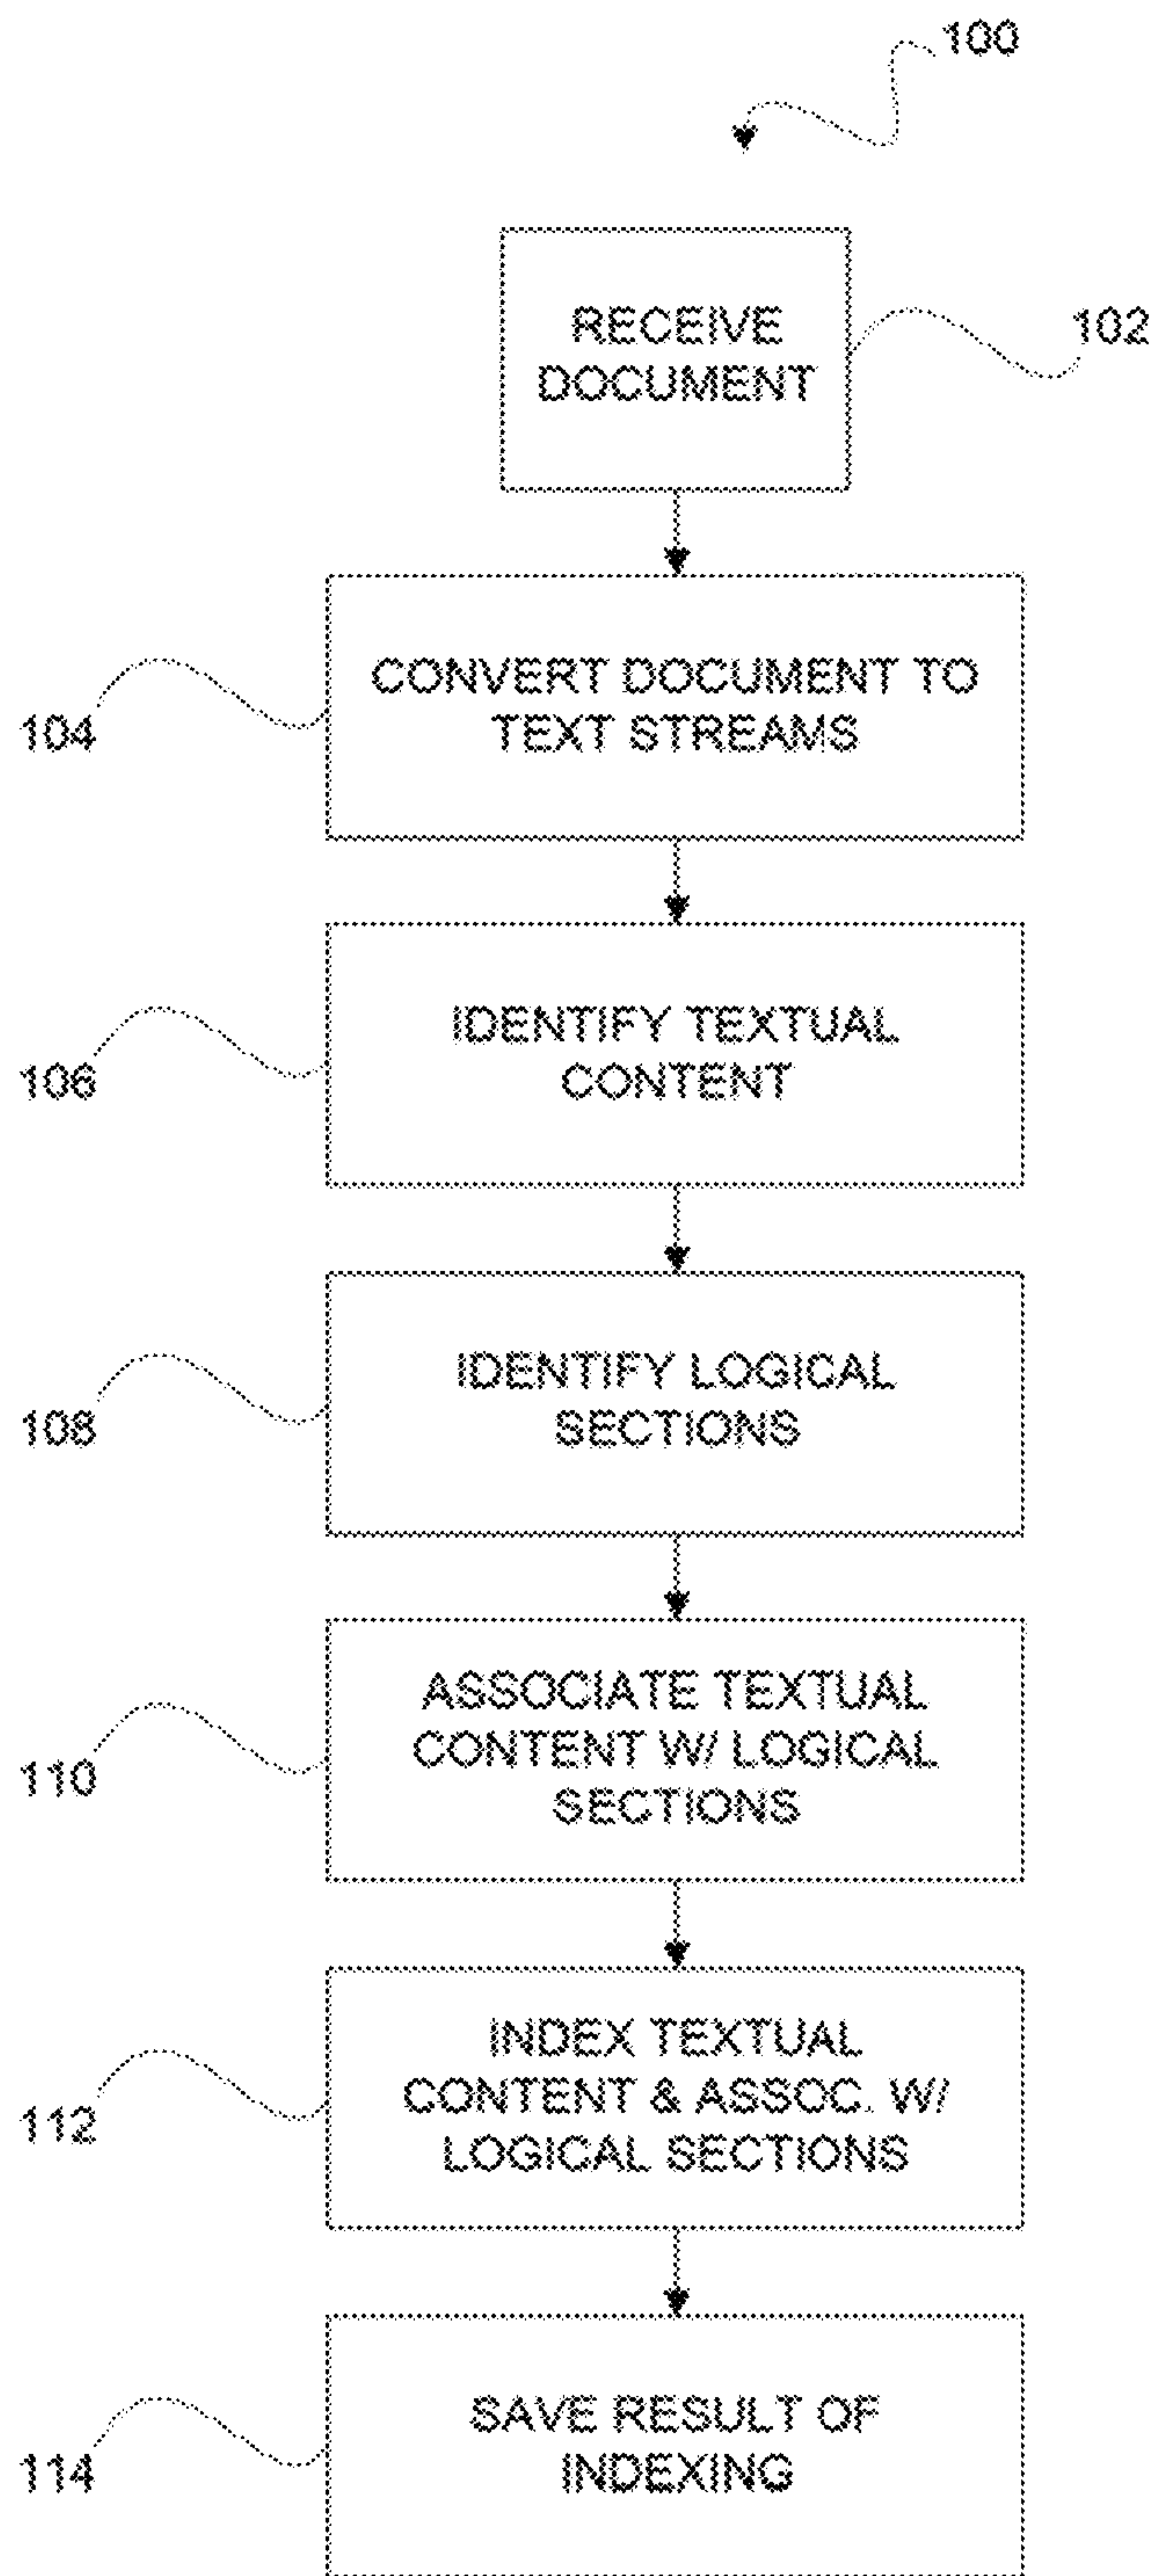 100
RECEIVE
DOCUMENT
102
CONVERT DOCUMENT TO
TEXT STREAMS
104
IDENTIFY TEXTUAL
CONTENT
106
IDENTIFY LOGICAL
SECTIONS
108
ASSOCIATE TEXTUAL
CONTENT W/ LOGICAL
SECTIONS
110
INDEX TEXTUAL
CONTENT & ASSOC. W/
LOGICAL SECTIONS
112
SAVE RESULT OF
INDEXING
114